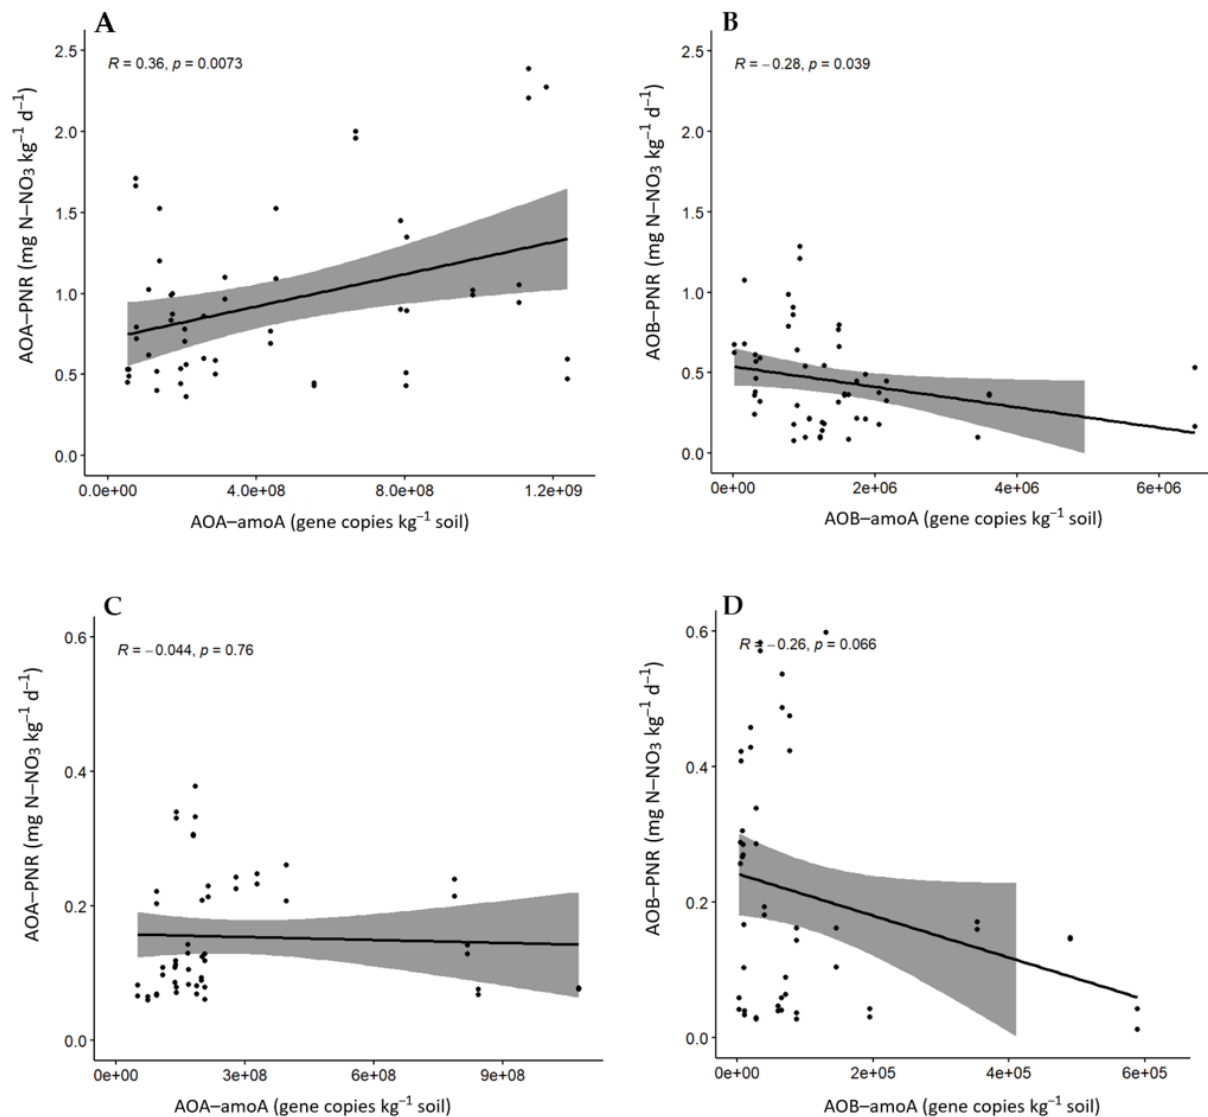 A
R = 0.36, p = 0.0073
AOA–PNR (mg N–NO₃ kg⁻¹ d⁻¹)
2.5
2.0
1.5
1.0
0.5
0.0
0.0e+00 4.0e+08 8.0e+08 1.2e+09
AOA–amoA (gene copies kg⁻¹ soil)
B
R = −0.28, p = 0.039
AOB–PNR (mg N–NO₃ kg⁻¹ d⁻¹)
2.5
2.0
1.5
1.0
0.5
0.0
0e+00 2e+06 4e+06 6e+06
AOB–amoA (gene copies kg⁻¹ soil)
C
R = −0.044, p = 0.76
AOA–PNR (mg N–NO₃ kg⁻¹ d⁻¹)
0.6
0.4
0.2
0.0
0e+00 3e+08 6e+08 9e+08
AOA–amoA (gene copies kg⁻¹ soil)
D
R = −0.26, p = 0.066
AOB–PNR (mg N–NO₃ kg⁻¹ d⁻¹)
0.6
0.4
0.2
0.0
0e+00 2e+05 4e+05 6e+05
AOB–amoA (gene copies kg⁻¹ soil)